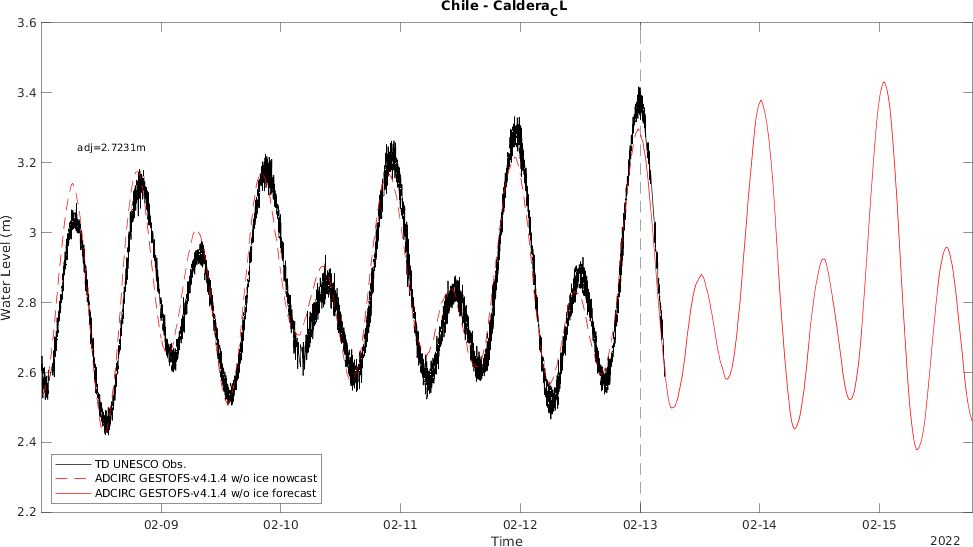 Chile - Caldera_CL
3.6
3.4
3.2
3
2.8
2.6
2.4
2.2
Water Level (m)
adj=2.7231m
TD UNESCO Obs.
ADCIRC GESTOFS-v4.1.4 w/o ice nowcast
ADCIRC GESTOFS-v4.1.4 w/o ice forecast
02-09 02-10 02-11 02-12 02-13 02-14 02-15
Time
2022